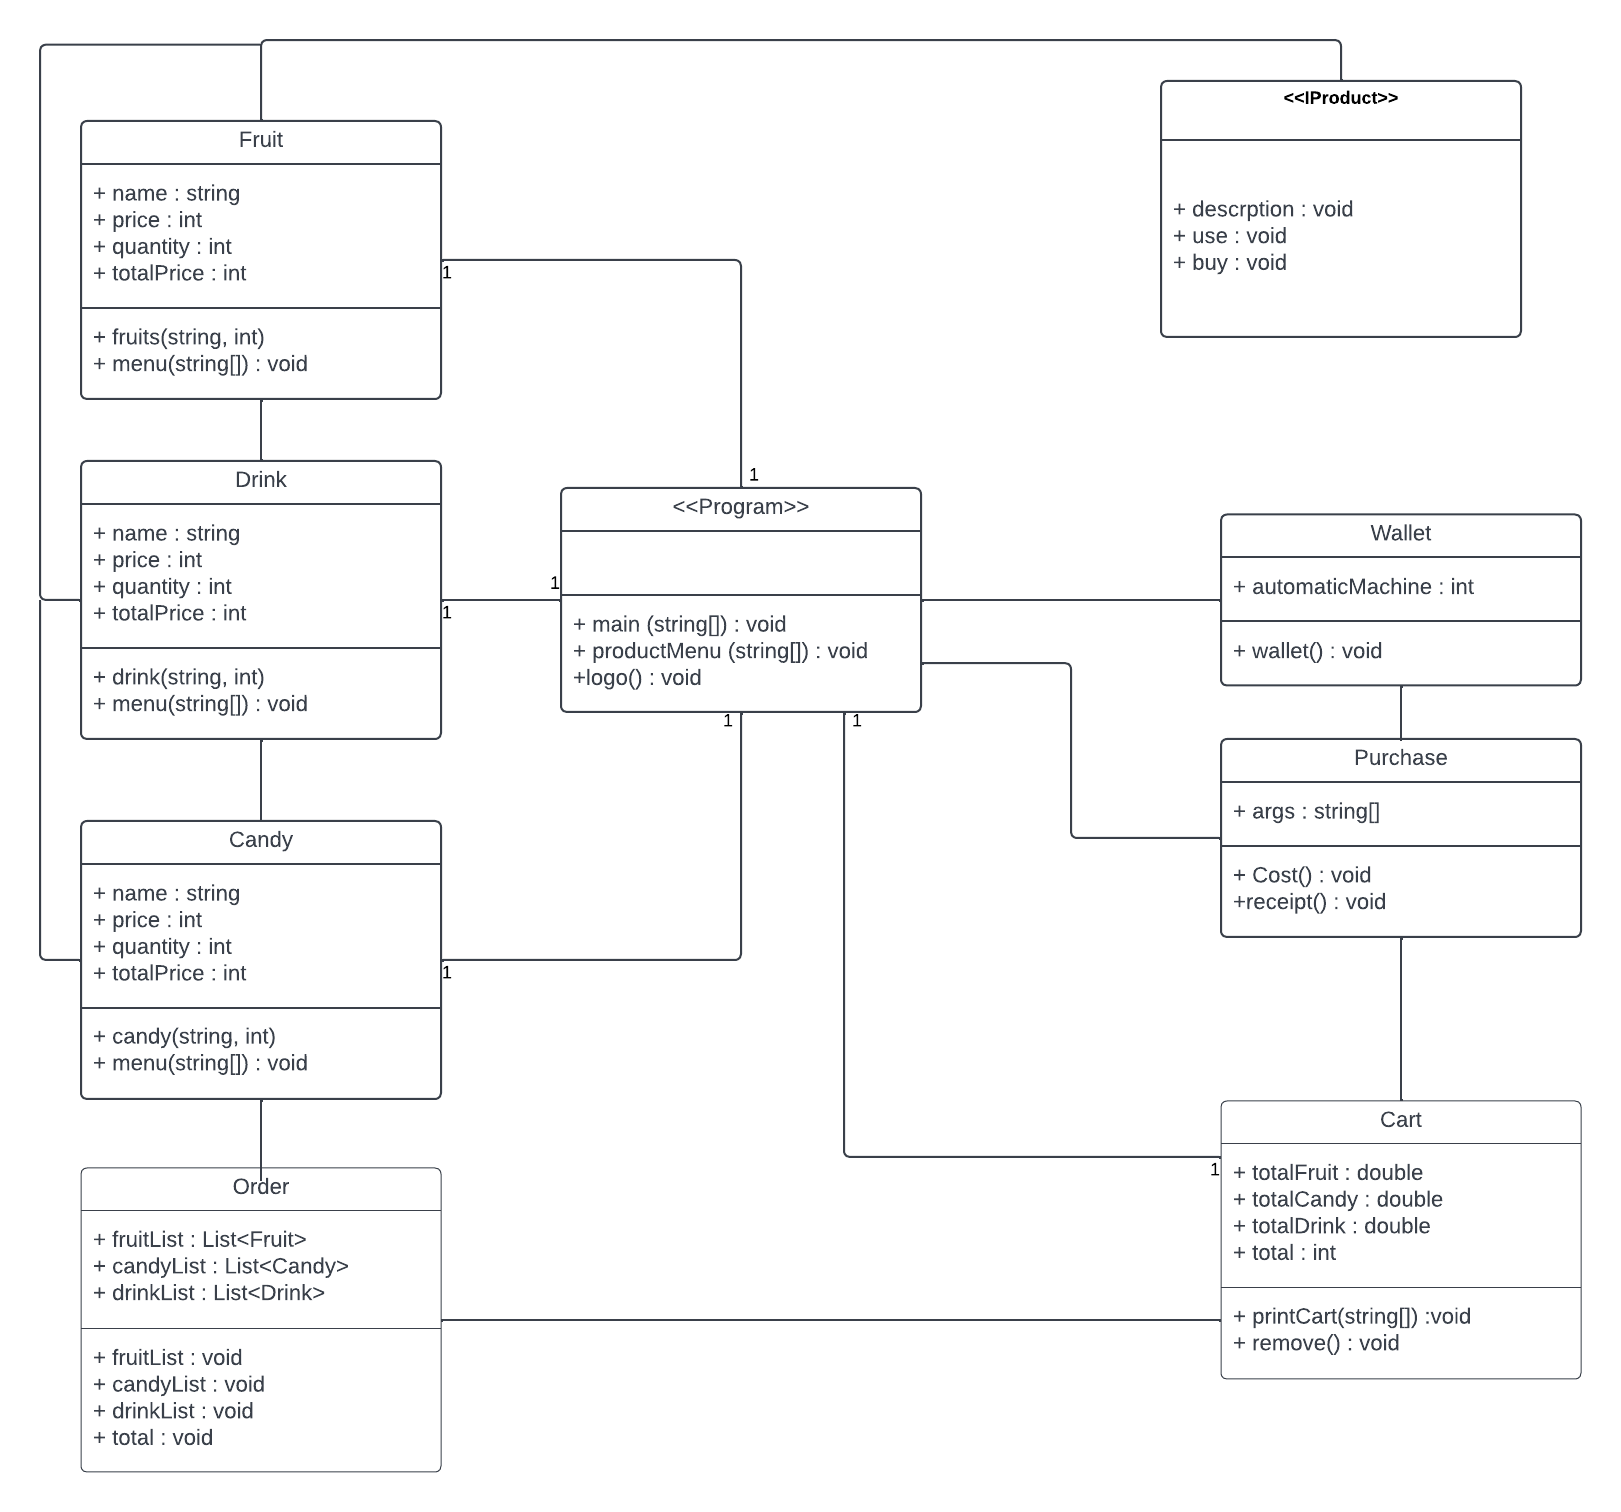 <<IProduct>>
+ descrption : void
+ use : void
+ buy : void
Fruit
+ name : string
+ price : int
+ quantity : int
+ totalPrice : int
+ fruits(string, int)
+ menu(string[]) : void
1
1
Drink
+ name : string
+ price : int
+ quantity : int
+ totalPrice : int
+ drink(string, int)
+ menu(string[]) : void
1
1
<<Program>>
+ main (string[]) : void
+ productMenu (string[]) : void
+logo() : void
1
1
Wallet
+ automaticMachine : int
+ wallet() : void
Purchase
+ args : string[]
+ Cost() : void
+receipt() : void
Candy
+ name : string
+ price : int
+ quantity : int
+ totalPrice : int
+ candy(string, int)
+ menu(string[]) : void
1
Order
+ fruitList : List<Fruit>
+ candyList : List<Candy>
+ drinkList : List<Drink>
+ fruitList : void
+ candyList : void
+ drinkList : void
+ total : void
1
Cart
+ totalFruit : double
+ totalCandy : double
+ totalDrink : double
+ total : int
+ printCart(string[]) :void
+ remove() : void